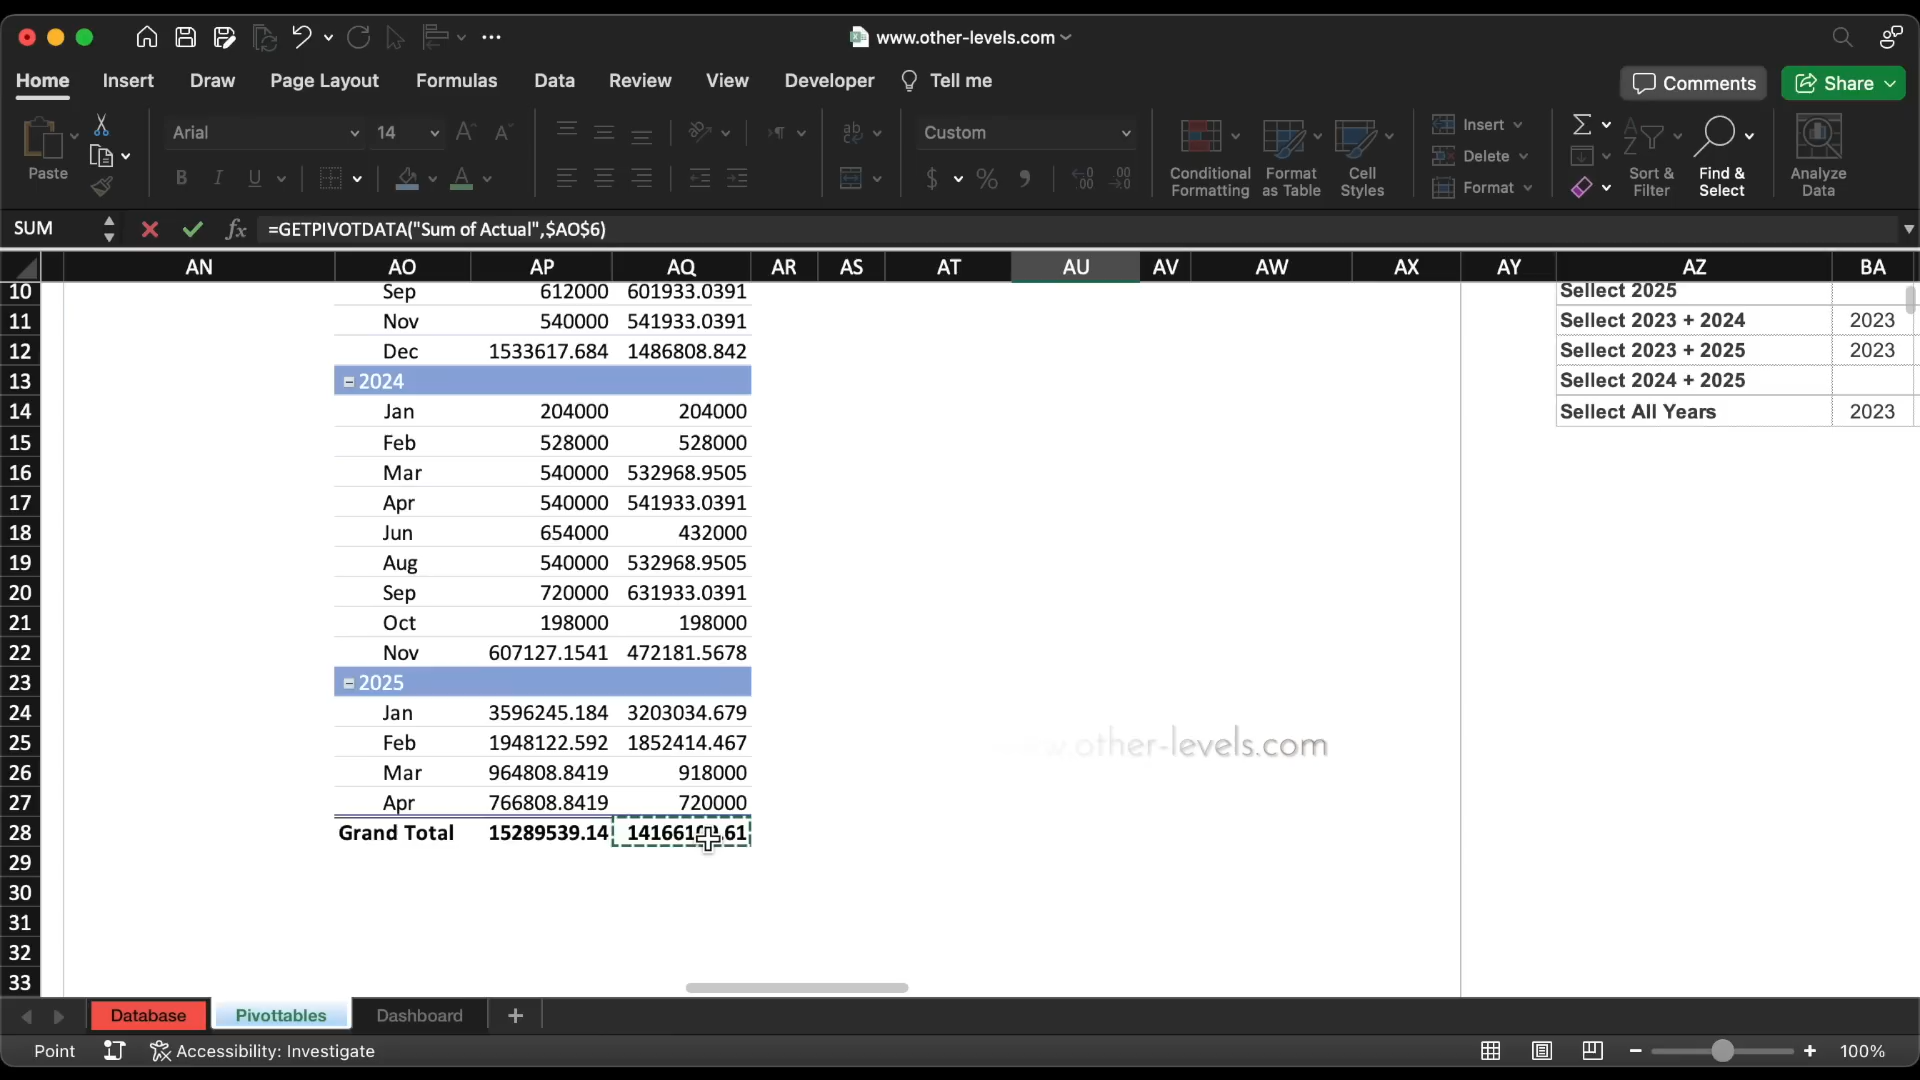 www.other-levels.com
Home Insert Draw Page Layout Formulas Data Review View Developer Tell me Comments Share
Paste Arial 14 Custom Conditional Formatting Format as Table Cell Styles Insert Delete Format Sort & Filter Find & Select Analyze Data
SUM fx =GETPIVOTDATA("Sum of Actual",$AO$6)
AN AO AP AQ AR AS AT AU AV AW AX AY AZ BA
10 Sep 612000 601933.0391 Sellect 2025
11 Nov 540000 541933.0391 Sellect 2023 + 2024 2023
12 Dec 1533617.684 1486808.842 Sellect 2023 + 2025 2023
13 2024 Sellect 2024 + 2025
14 Jan 204000 204000 Sellect All Years 2023
15 Feb 528000 528000
16 Mar 540000 532968.9505
17 Apr 540000 541933.0391
18 Jun 654000 432000
19 Aug 540000 532968.9505
20 Sep 720000 631933.0391
21 Oct 198000 198000
22 Nov 607127.1541 472181.5678
23 2025
24 Jan 3596245.184 3203034.679
25 Feb 1948122.592 1852414.467
w.other-levels.com
26 Mar 964808.8419 918000
27 Apr 766808.8419 720000
28 Grand Total 15289539.14
29
30
31
32
33
Database Pivottables Dashboard +
Point Accessibility: Investigate 100%